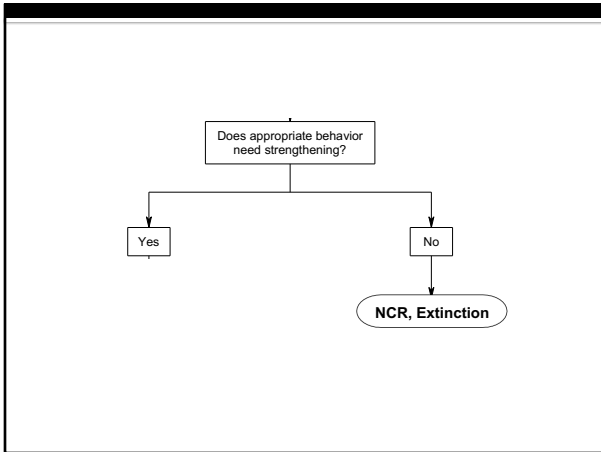 Does appropriate behavior
need strengthening?
Yes
No
NCR, Extinction